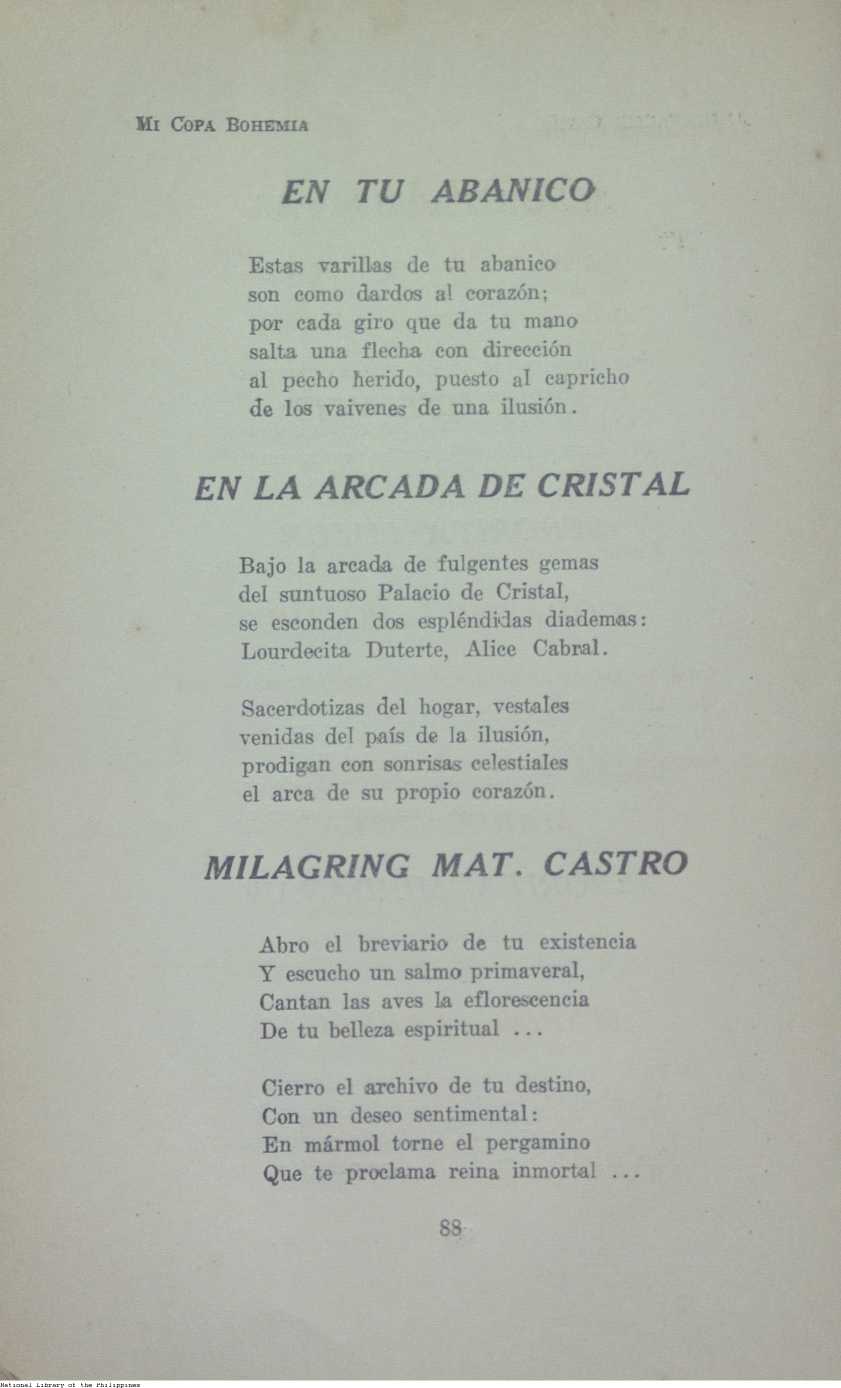 Mi Copa Bohemia
EN TU ABANICO
Estas varillas de tu abanico
son como dardos al corazón;
por cada giro que da tu mano
salta una flecha con dirección
al pecho herido, puesto al capricho
de los vaivenes de una ilusión.
EN LA ARCADA DE CRISTAL
Bajo la arcada de fulgentes gemas
del suntuoso Palacio de Cristal,
se esconden dos espléndidas diademas:
Lourdecita Duterte, Alice Cabral.
Sacerdotizas del hogar, vestales
venidas del país de la ilusión,
prodigan con sonrisas celestiales
el arca de su propio corazón.
MILAGRING MAT. CASTRO
Abro el breviario de tu existencia
Y escucho un salmo primaveral,
Cantan las aves la eflorescencia
De tu belleza espiritual ...
Cierro el archivo de tu destino,
Con un deseo sentimental:
En mármol torne el pergamino
Que te proclama reina inmortal ...
88
National Library of the Philippines